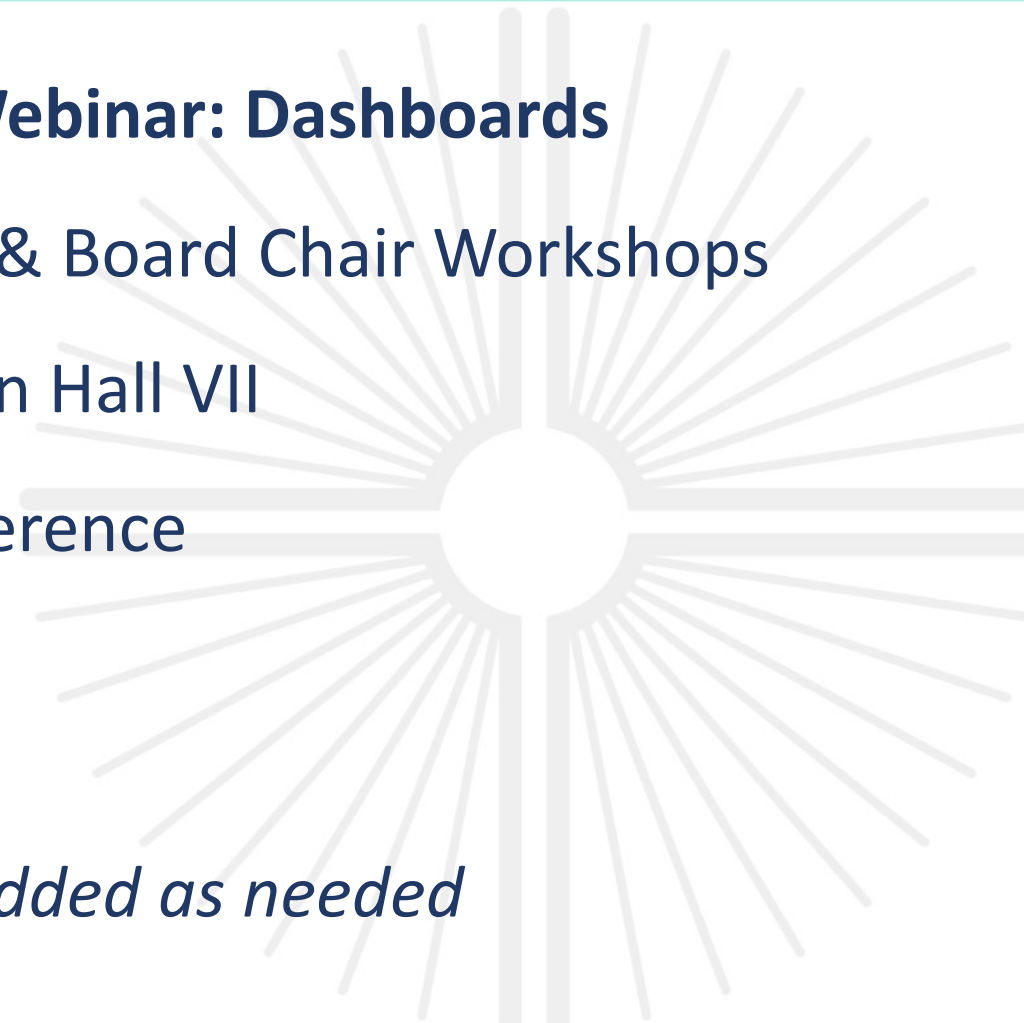 Webinar: Dashboards
& Board Chair Workshops
n Hall VII
erence
dded as needed